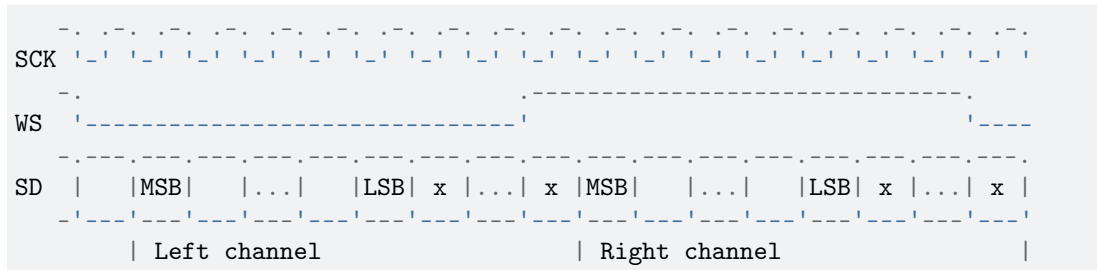 -. .-. .-. .-. .-. .-. .-. .-. .-. .-. .-. .-. .-. .-. .-. .-. .-. .-.
SCK '-' '-' '-' '-' '-' '-' '-' '-' '-' '-' '-' '-' '-' '-' '-' '-' '-' '
-. .-------------------------------.
WS '-------------------------------' '----
-.---.---.---.---.---.---.---.---.---.---.---.---.---.---.---.---.---.
SD | |MSB| |...| |LSB| x |...| x |MSB| |...| |LSB| x |...| x |
-'---'---'---'---'---'---'---'---'---'---'---'---'---'---'---'---'---'
| Left channel | Right channel |